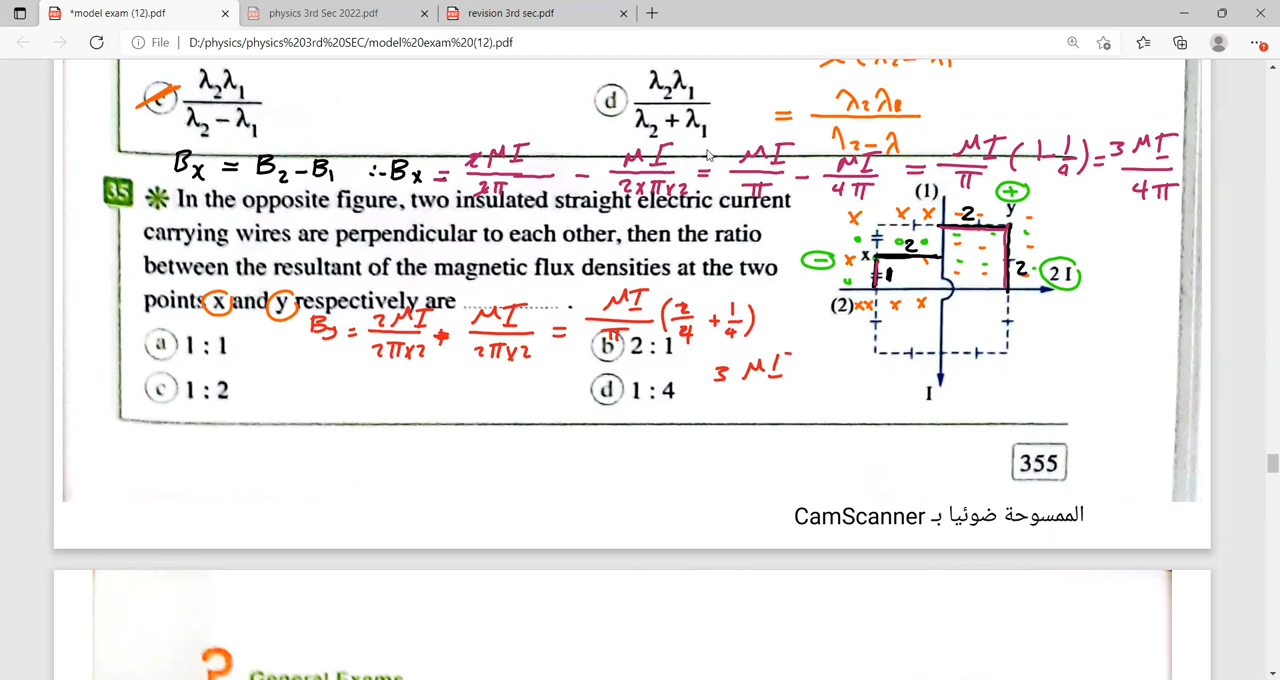 *model exam (12).pdf
physics 3rd Sec 2022.pdf
revision 3rd sec.pdf
File D:/physics/physics%203rd%20SEC/model%20exam%20(12).pdf
c λ₂λ₁ / (λ₂ − λ₁)
d λ₂λ₁ / (λ₂ + λ₁)
= λ₂ λ / (λ₂ − λ)
Bx = B₂ − B₁ ∴ Bx = 2μI / 2π − μI / 2×π×2 = μI / π − μI / 4π = μI / π (1 − 1/4) = 3μI / 4π
35 In the opposite figure, two insulated straight electric current
carrying wires are perpendicular to each other, then the ratio
between the resultant of the magnetic flux densities at the two
points x and y respectively are .................. .
By = 2μI / 2π×2 + μI / 2π×2 = μI / π (2/4 + 1/4)
3 μI
a 1 : 1
b 2 : 1
c 1 : 2
d 1 : 4
(1)
+
y
2
x
2
−
1
2
2 I
(2)
I
355
الممسوحة ضوئيا بـ CamScanner
General Exams